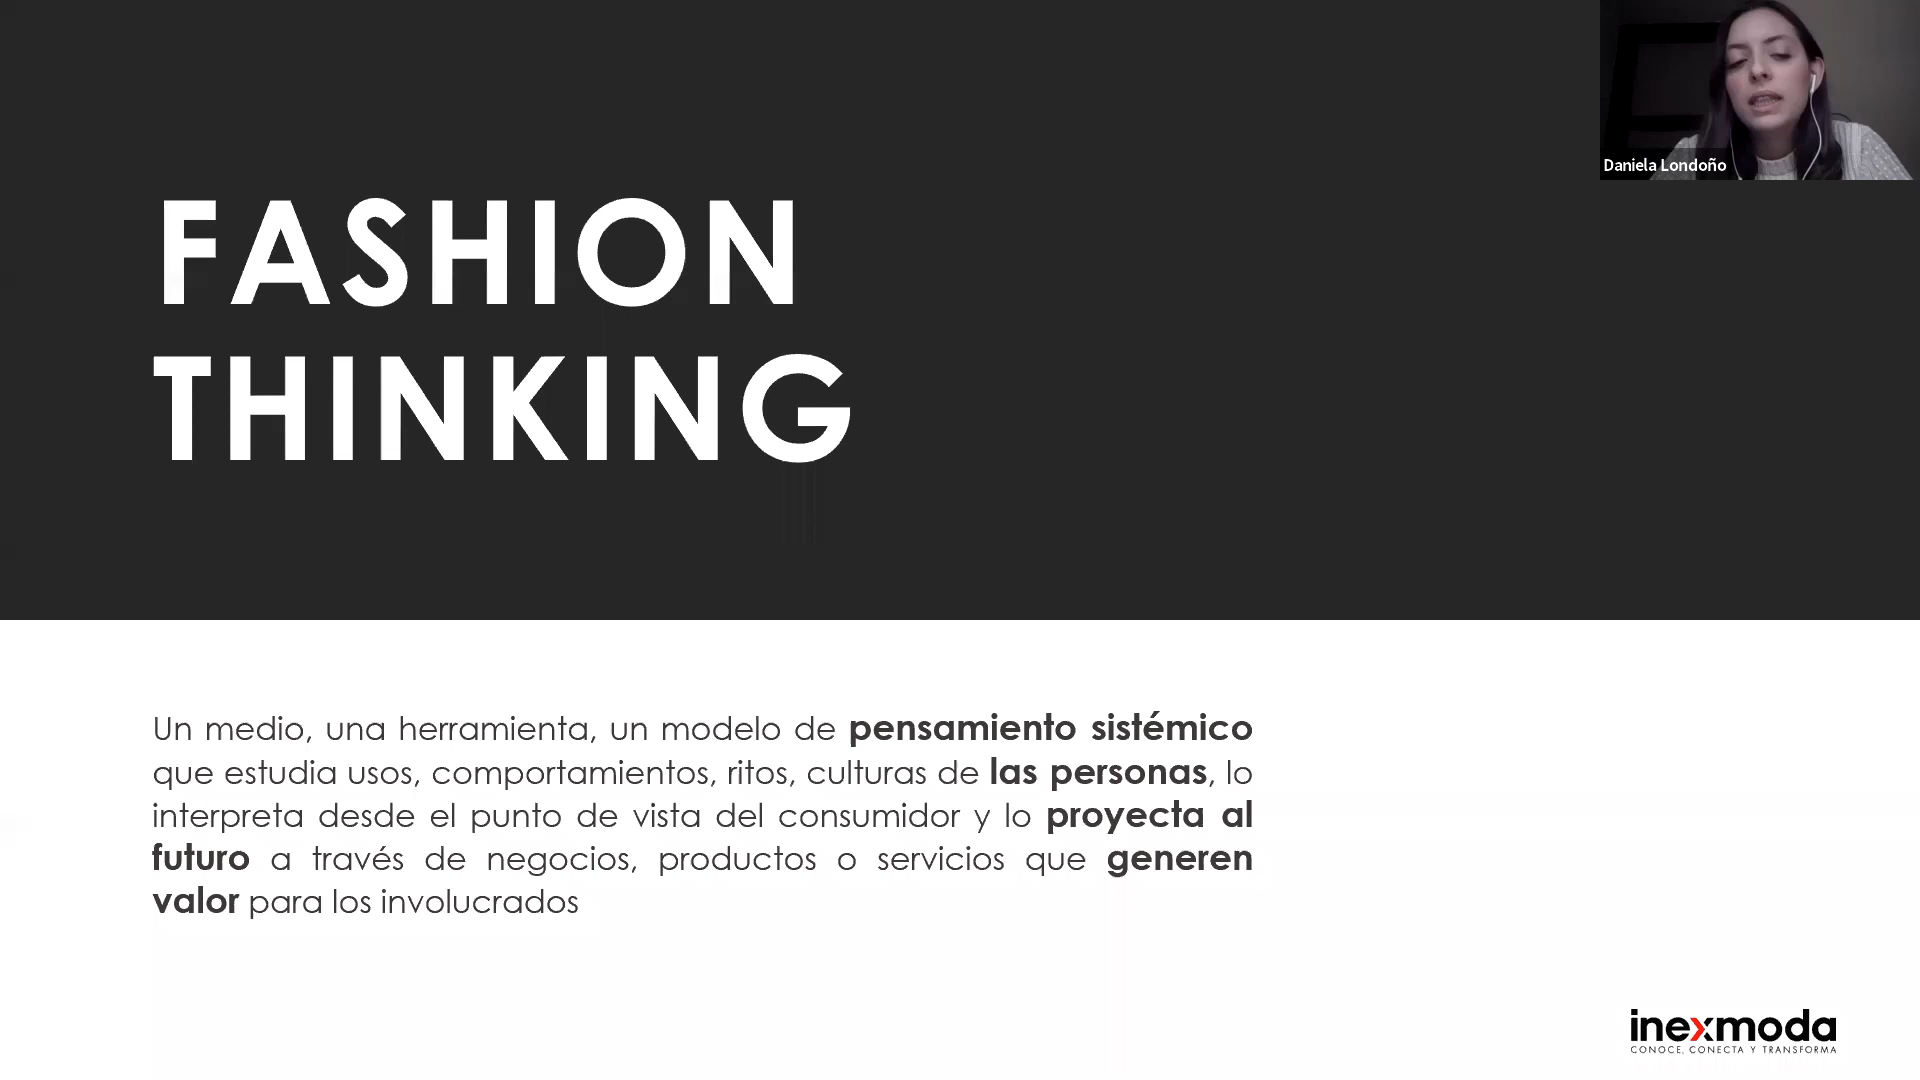 Daniela Londoño
FASHION
THINKING
Un medio, una herramienta, un modelo de pensamiento sistémico
que estudia usos, comportamientos, ritos, culturas de las personas, lo
interpreta desde el punto de vista del consumidor y lo proyecta al
futuro a través de negocios, productos o servicios que generen
valor para los involucrados
inexmoda
CONOCE, CONECTA Y TRANSFORMA